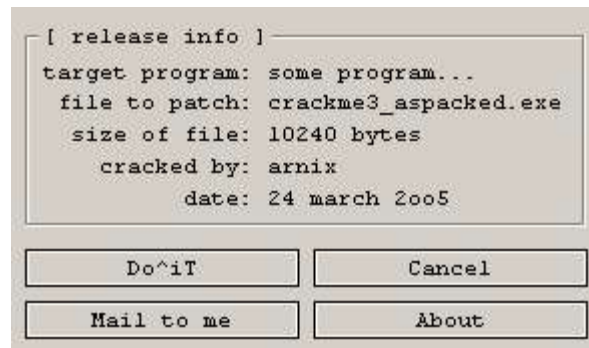 [ release info ]
target program: some program...
file to patch: crackme3_aspacked.exe
size of file: 10240 bytes
cracked by: arnix
date: 24 march 2oo5
Do^iT
Cancel
Mail to me
About